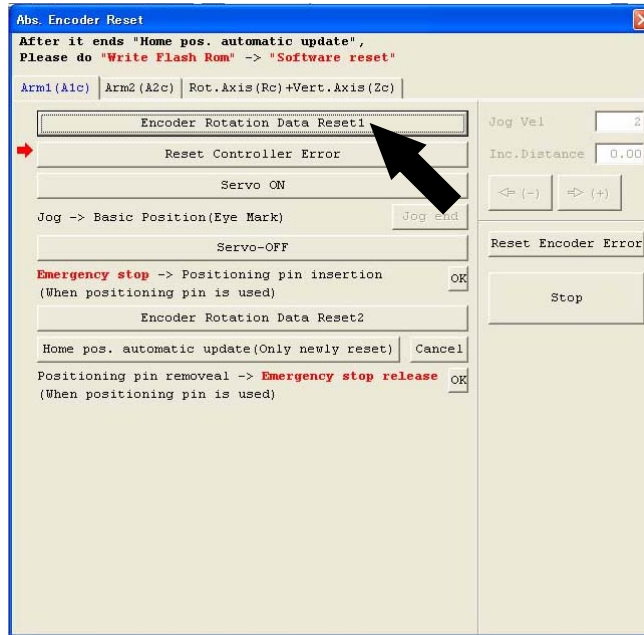 Abs. Encoder Reset
After it ends "Home pos. automatic update",
Please do "Write Flash Rom" -> "Software reset"
Arm1(A1c) Arm2(A2c) Rot.Axis(Rc)+Vert.Axis(Zc)
Encoder Rotation Data Reset1
Jog Vel 2
Reset Controller Error
Inc.Distance 0.00
Servo ON
(-) (+)
Jog -> Basic Position(Eye Mark) Jog end
Servo-OFF
Reset Encoder Error
Emergency stop -> Positioning pin insertion
(When positioning pin is used)
OK
Stop
Encoder Rotation Data Reset2
Home pos. automatic update(Only newly reset) Cancel
Positioning pin removeal -> Emergency stop release
(When positioning pin is used)
OK